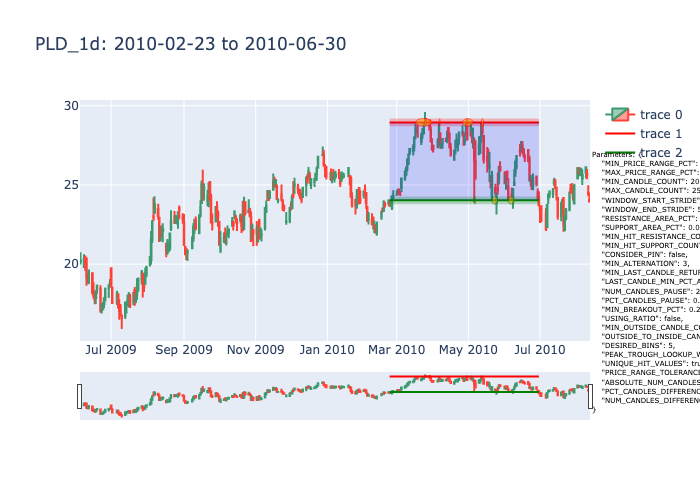 PLD_1d: 2010-02-23 to 2010-06-30
30
25
20
Jul 2009
Sep 2009
Nov 2009
Jan 2010
Mar 2010
May 2010
Jul 2010
trace 0
trace 1
trace 2
Parameters: {
"MIN_PRICE_RANGE_PCT":
"MAX_PRICE_RANGE_PCT":
"MIN_CANDLE_COUNT": 20
"MAX_CANDLE_COUNT": 25
"WINDOW_START_STRIDE"
"WINDOW_END_STRIDE": 5
"RESISTANCE_AREA_PCT":
"SUPPORT_AREA_PCT": 0.0
"MIN_HIT_RESISTANCE_CO
"MIN_HIT_SUPPORT_COUN
"CONSIDER_PIN": false,
"MIN_ALTERNATION": 3,
"MIN_LAST_CANDLE_RETUR
"LAST_CANDLE_MIN_PCT_A
"NUM_CANDLES_PAUSE": 2
"PCT_CANDLES_PAUSE": 0.
"MIN_BREAKOUT_PCT": 0.2
"USING_RATIO": false,
"MIN_OUTSIDE_CANDLE_CO
"OUTSIDE_TO_INSIDE_CAN
"DESIRED_BINS": 5,
"PEAK_TROUGH_LOOKUP_W
"UNIQUE_HIT_VALUES": tru
"PRICE_RANGE_TOLERANC
"ABSOLUTE_NUM_CANDLES
"PCT_CANDLES_DIFFERENC
"NUM_CANDLES_DIFFEREN
}